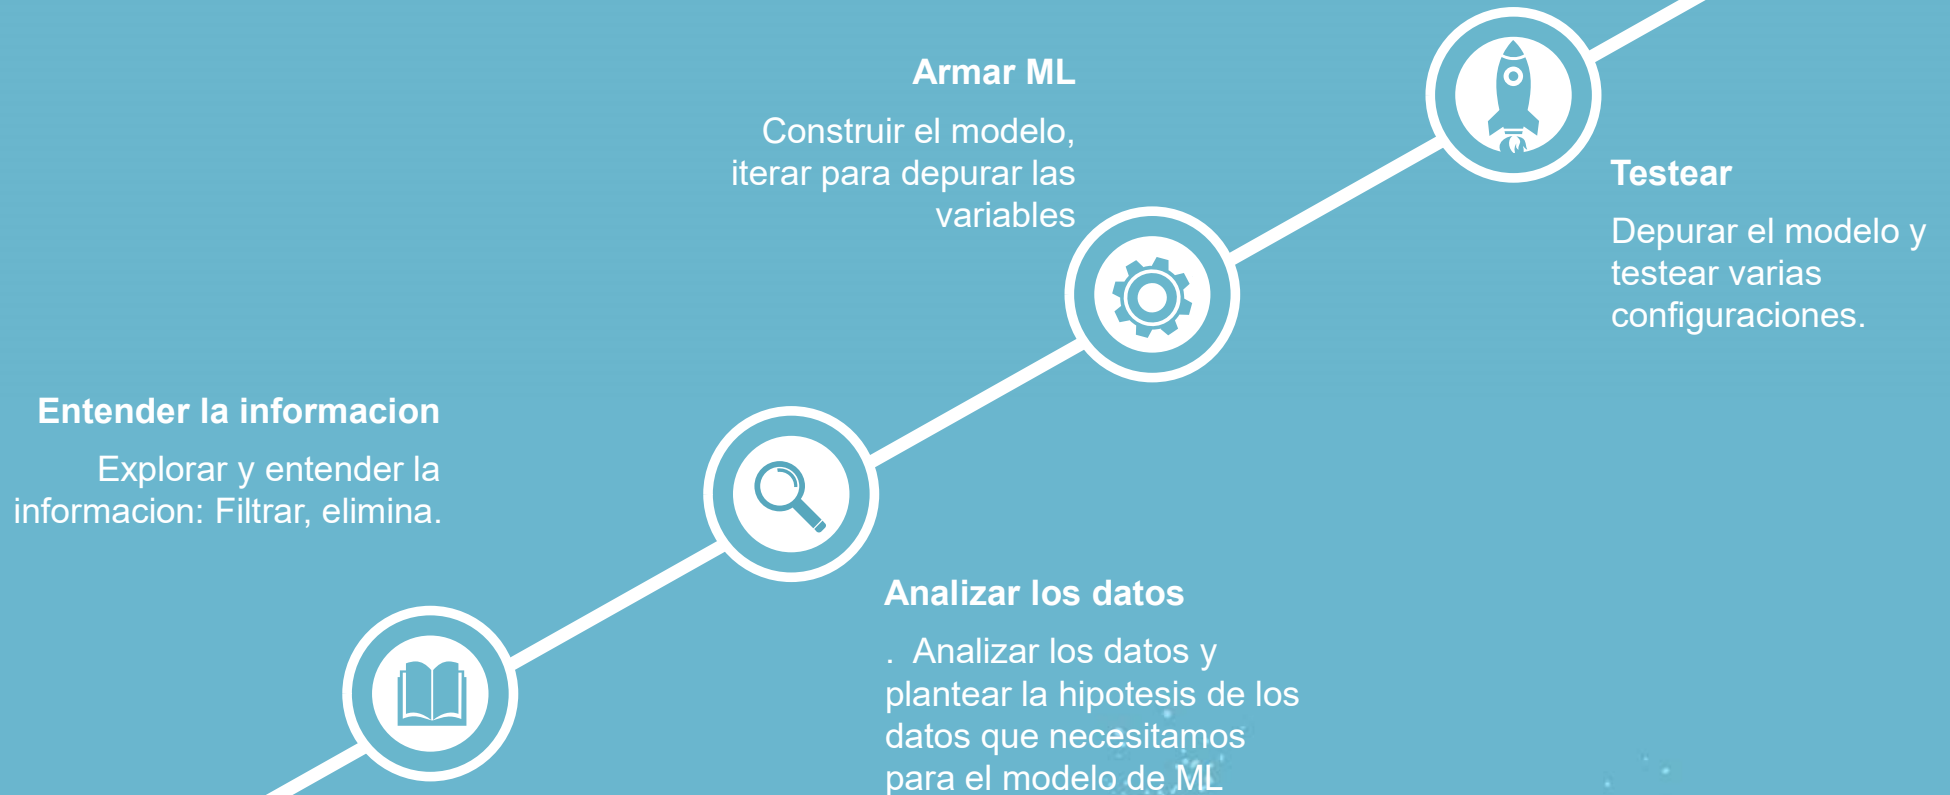 Armar ML
Construir el modelo,
iterar para depurar las
variables
Testear
Depurar el modelo y
testear varias
configuraciones.
Entender la informacion
Explorar y entender la
informacion: Filtrar, elimina.
Analizar los datos
. Analizar los datos y
plantear la hipotesis de los
datos que necesitamos
para el modelo de ML